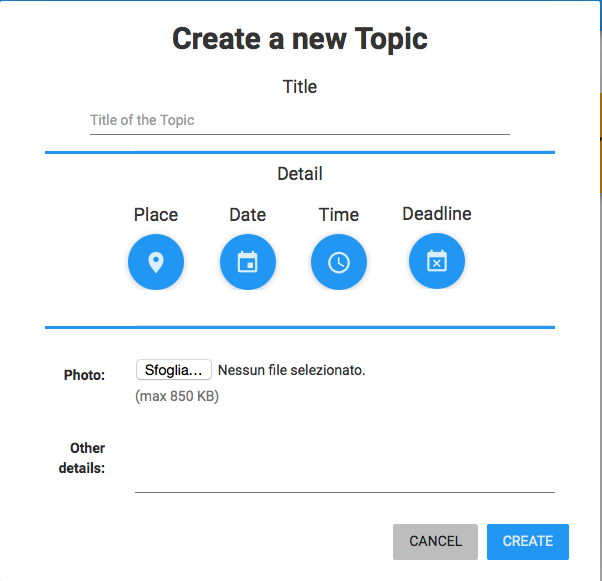 Create a new Topic
Title
Title of the Topic
Detail
Place Date Time Deadline
Photo: Sfoglia... Nessun file selezionato.
(max 850 KB)
Other
details:
CANCEL CREATE